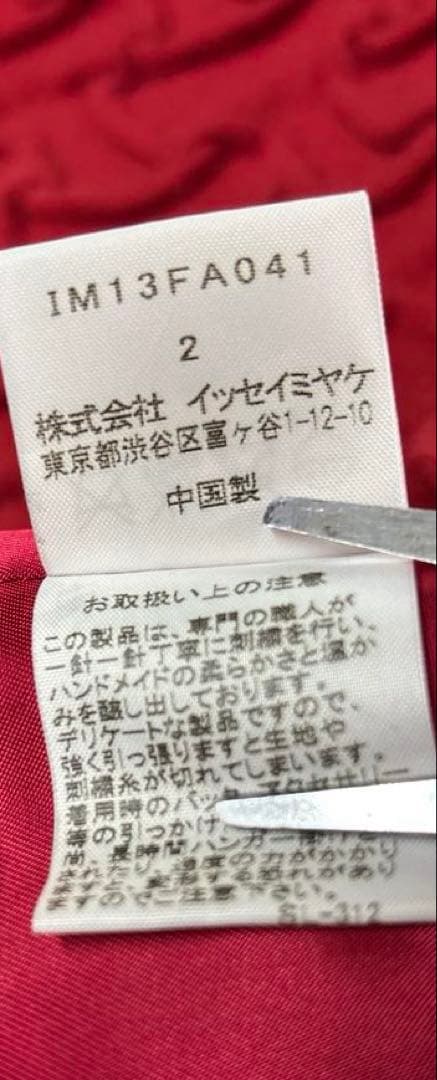 IM13FA041
2
株式会社 イッセイミヤケ
東京都渋谷区富ヶ谷1-12-10
中国製
お取扱い上の注意
この製品は、専門の職人が
一針一針丁寧に刺繍を行い、
ハンドメイドの柔らかさと温か
みを醸し出しております。
デリケートな製品ですので、
強く引っ張りますと生地や
刺繍糸が切れてしまいます。
着用時のバッ アクセサリー
等の引っかけ
尚、長時間ハンガー
されたり、過度の力がかかり
ますと、変形する恐れがあり
ますのでご注意下さい。
SL-312